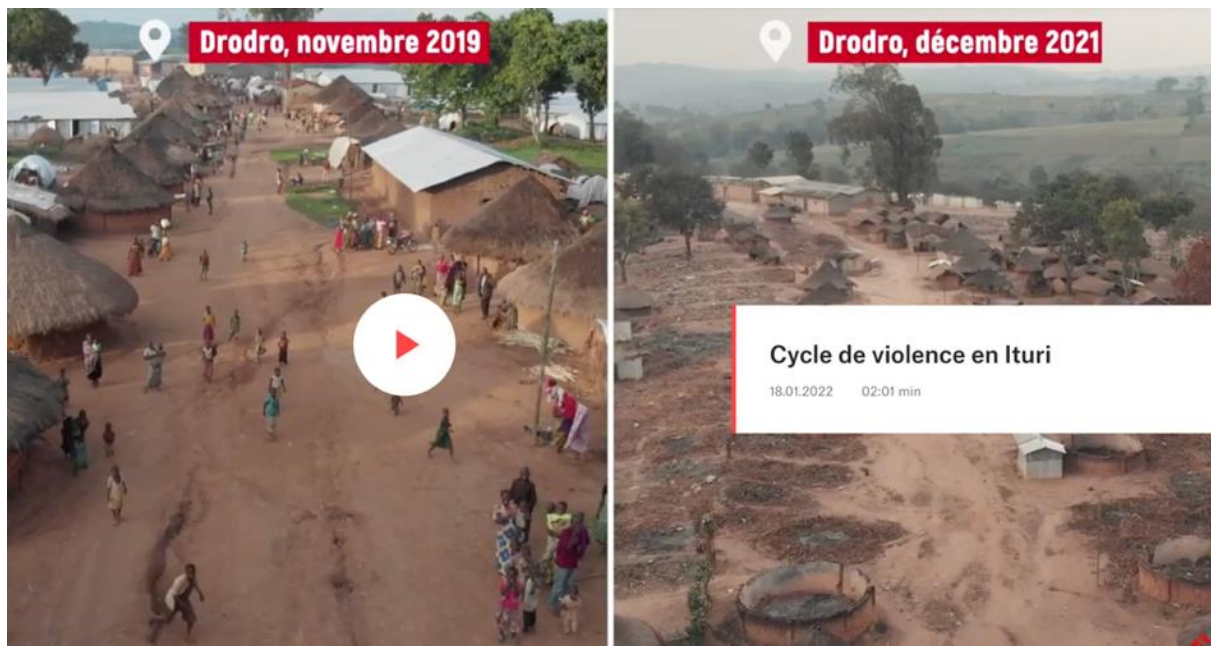 Drodro, novembre 2019
Drodro, décembre 2021
Cycle de violence en Ituri
18.01.2022 02:01 min